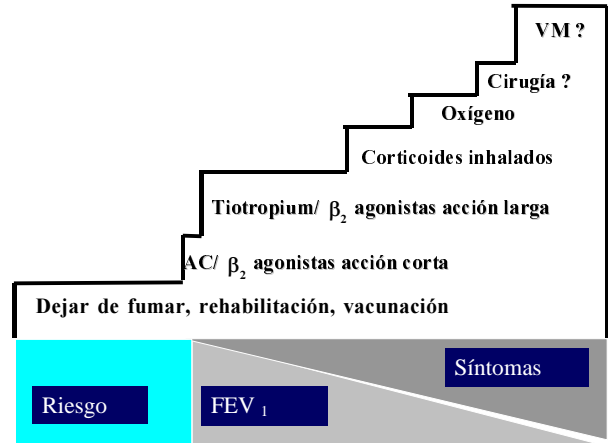 VM ?
Cirugía ?
Oxígeno
Corticoides inhalados
Tiotropium/ β₂ agonistas acción larga
AC/ β₂ agonistas acción corta
Dejar de fumar, rehabilitación, vacunación
Síntomas
Riesgo
FEV ₁